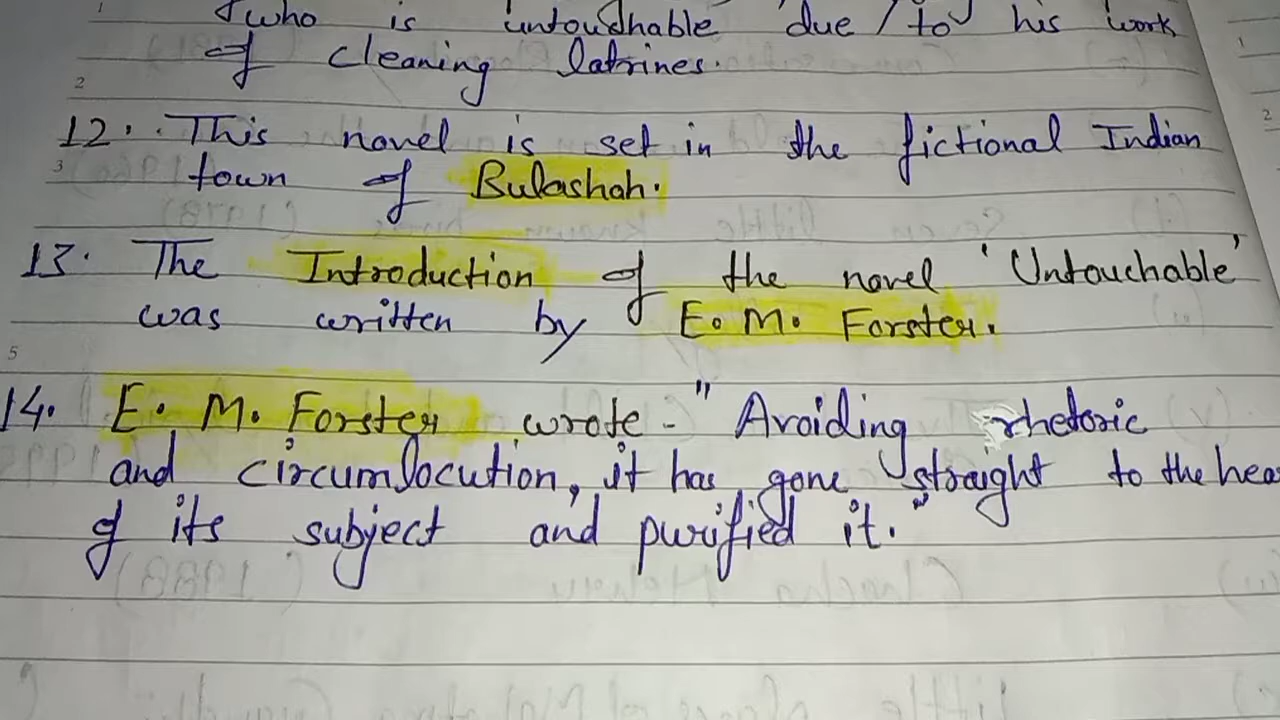 who is untoudhable due to his work
of cleaning latrines.
12. This novel is set in the fictional Indian
town of Bulashah.
13. The Introduction of the novel 'Untouchable'
was written by E. M. Forster.
14. E. M. Forster wrote - "Avoiding rhetoric
and circumlocution, it has gone straight to the hea
of its subject and purified it."